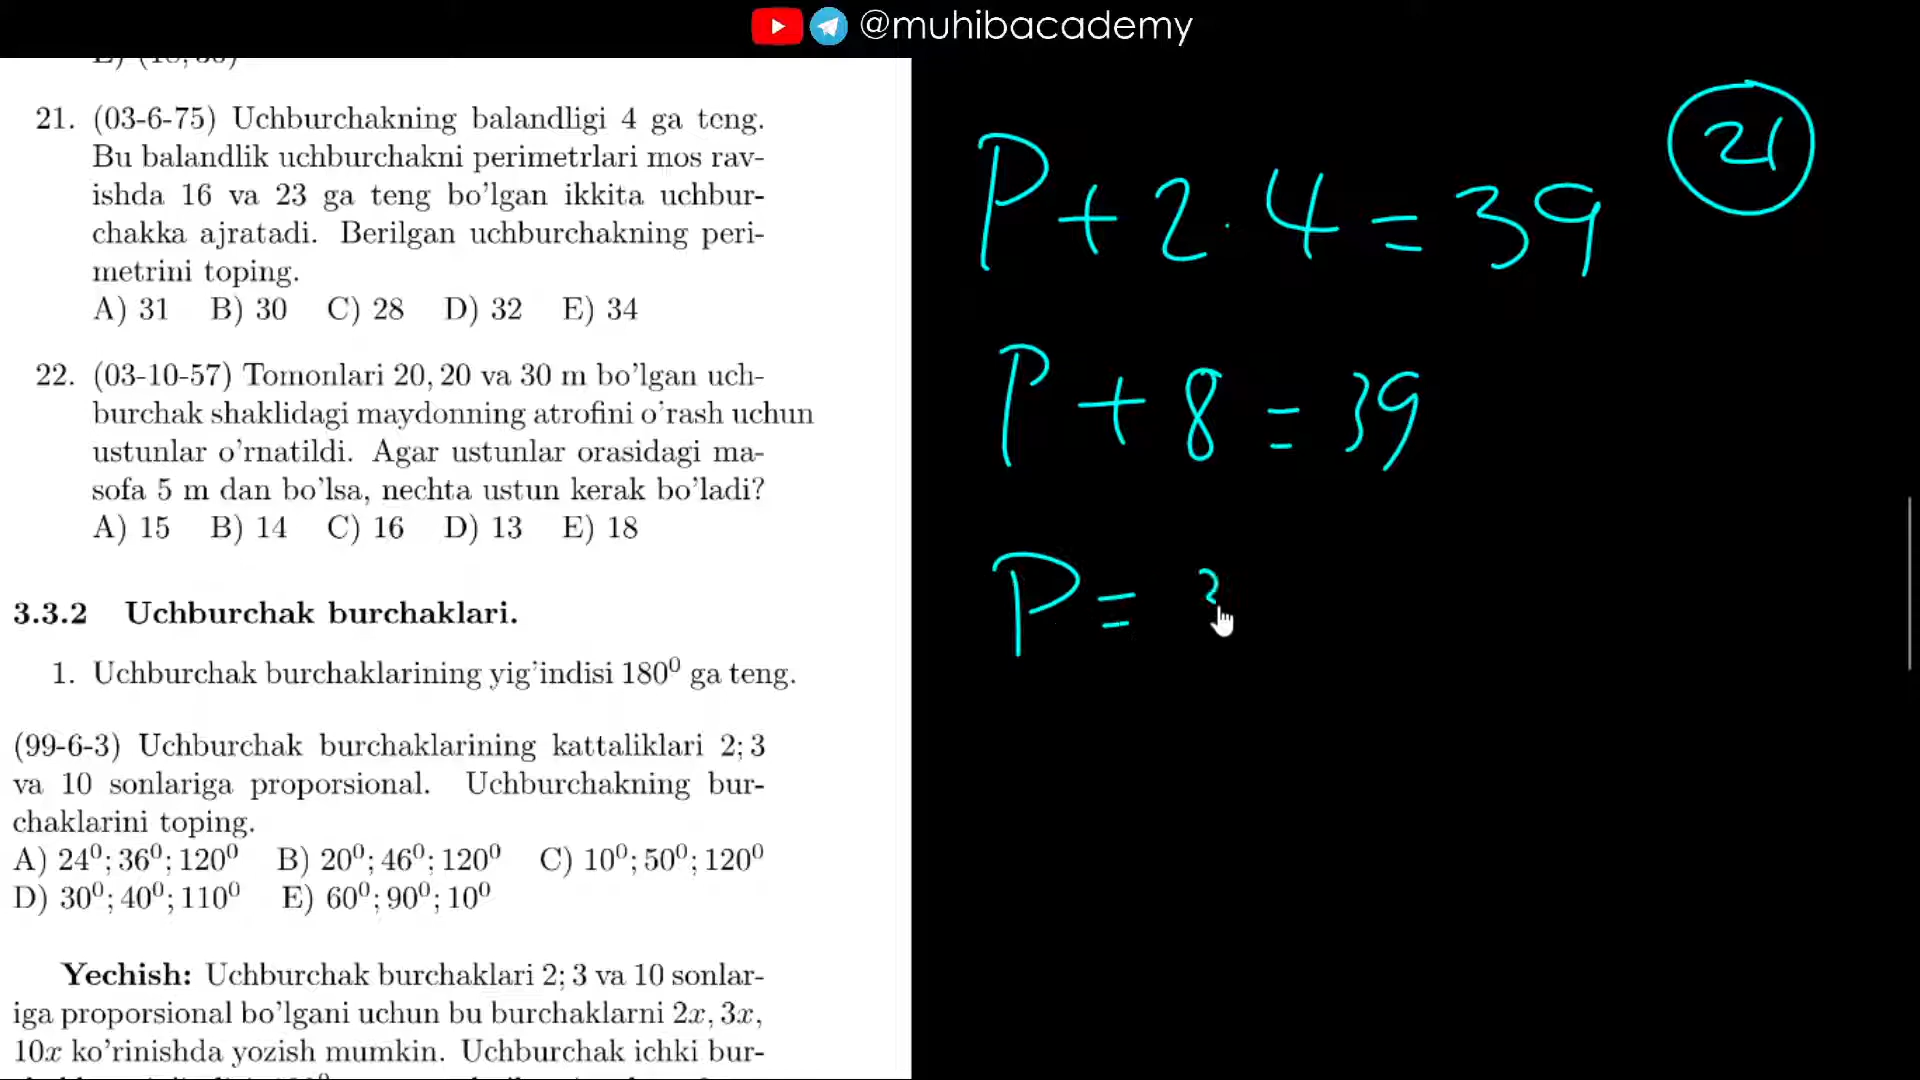 @muhibacademy
21. (03-6-75) Uchburchakning balandligi 4 ga teng.
Bu balandlik uchburchakni perimetrlari mos rav-
ishda 16 va 23 ga teng bo'lgan ikkita uchbur-
chakka ajratadi. Berilgan uchburchakning peri-
metrini toping.
A) 31 B) 30 C) 28 D) 32 E) 34
22. (03-10-57) Tomonlari 20, 20 va 30 m bo'lgan uch-
burchak shaklidagi maydonning atrofini o'rash uchun
ustunlar o'rnatildi. Agar ustunlar orasidagi ma-
sofa 5 m dan bo'lsa, nechta ustun kerak bo'ladi?
A) 15 B) 14 C) 16 D) 13 E) 18
3.3.2 Uchburchak burchaklari.
1. Uchburchak burchaklarining yig'indisi 180⁰ ga teng.
(99-6-3) Uchburchak burchaklarining kattaliklari 2; 3
va 10 sonlariga proporsional. Uchburchakning bur-
chaklarini toping.
A) 24⁰; 36⁰; 120⁰ B) 20⁰; 46⁰; 120⁰ C) 10⁰; 50⁰; 120⁰
D) 30⁰; 40⁰; 110⁰ E) 60⁰; 90⁰; 10⁰
Yechish: Uchburchak burchaklari 2; 3 va 10 sonlar-
iga proporsional bo'lgani uchun bu burchaklarni 2x, 3x,
10x ko'rinishda yozish mumkin. Uchburchak ichki bur-
21
P + 2 · 4 = 39
P + 8 = 39
P =